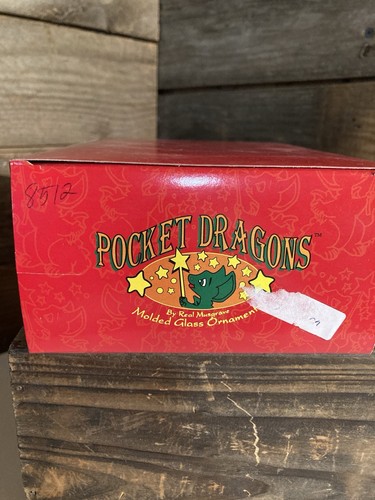 8512
POCKET DRAGONS™
By Real Musgrave
Molded Glass Ornament